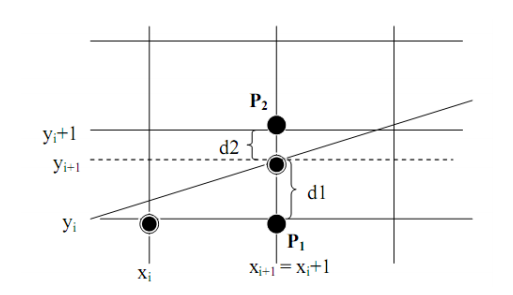 P₂
yᵢ+1
d2
yᵢ₊₁
d1
yᵢ
P₁
xᵢ
xᵢ₊₁ = xᵢ+1